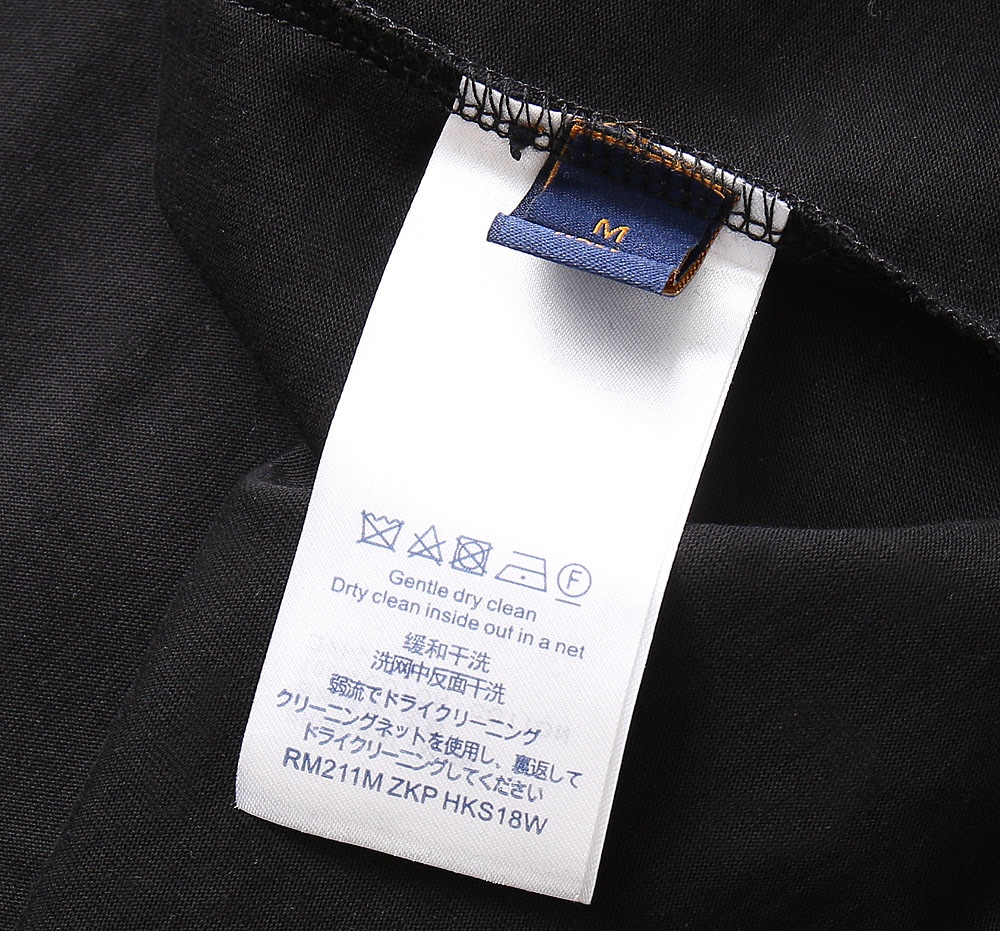 M
F
Gentle dry clean
Drty clean inside out in a net
缓和干洗
洗网中反面干洗
弱流でドライクリーニング
クリーニングネットを使用し、裏返して
ドライクリーニングしてください
RM211M ZKP HKS18W